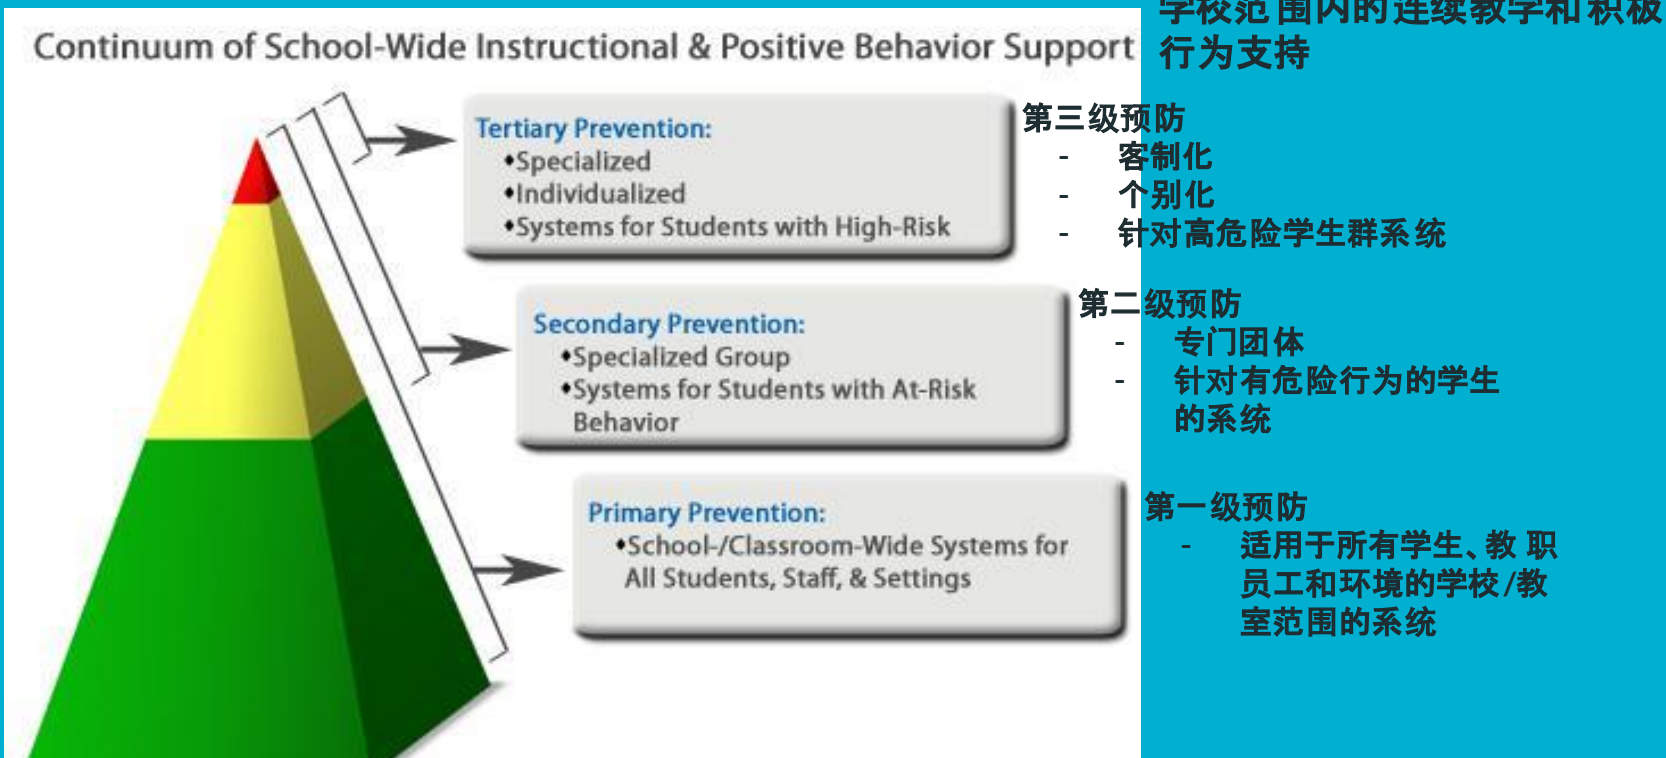 学校范围内的连续教学和积极
行为支持
Continuum of School-Wide Instructional & Positive Behavior Support
Tertiary Prevention:
◆Specialized
◆Individualized
◆Systems for Students with High-Risk
第三级预防
- 客制化
- 个别化
- 针对高危险学生群系统
Secondary Prevention:
◆Specialized Group
◆Systems for Students with At-Risk
Behavior
第二级预防
- 专门团体
- 针对有危险行为的学生
的系统
Primary Prevention:
◆School-/Classroom-Wide Systems for
All Students, Staff, & Settings
第一级预防
- 适用于所有学生、教职
员工和环境的学校/教
室范围的系统